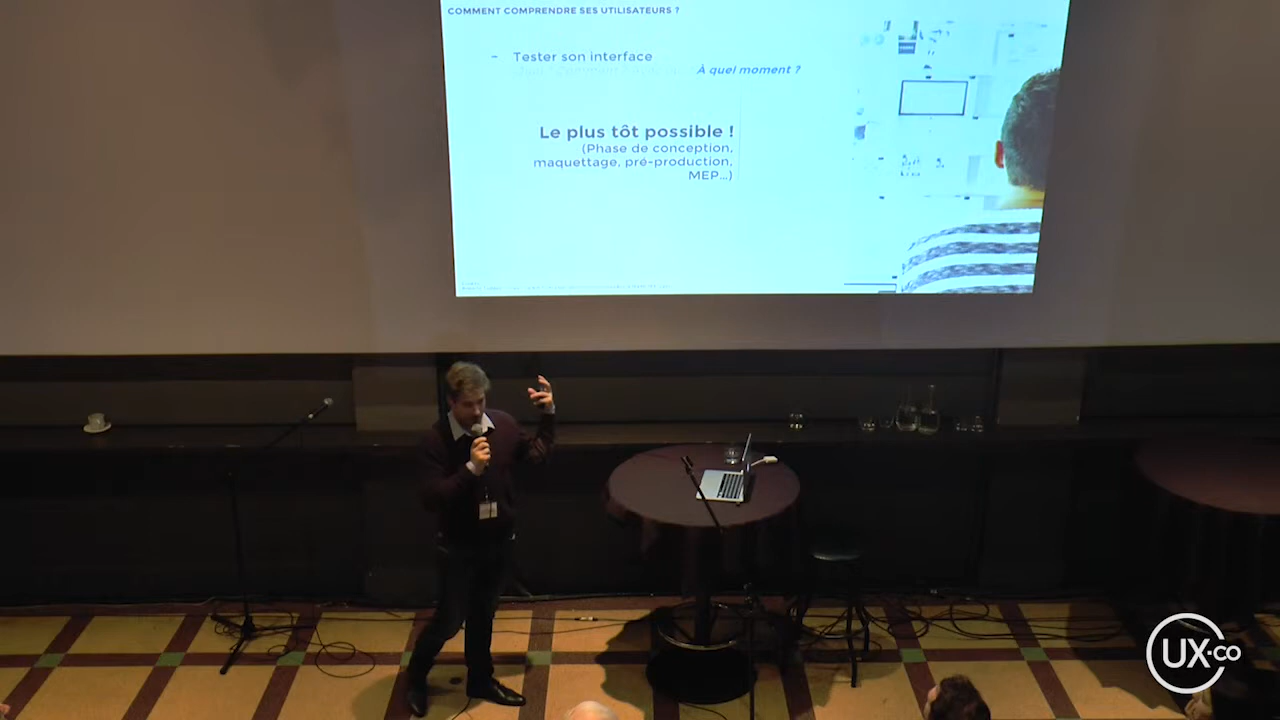 COMMENT COMPRENDRE SES UTILISATEURS ?
- Tester son interface
À quel moment ?
Le plus tôt possible !
(Phase de conception,
maquettage, pré-production,
MEP...)
UX-co